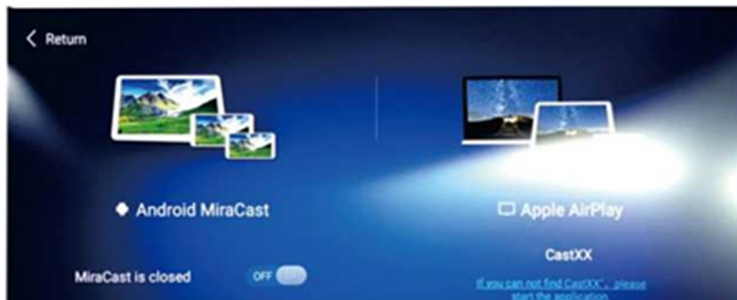 Return
Android MiraCast
Apple AirPlay
MiraCast is closed
OFF
CastXX
If you can not find CastXX", please
start the application